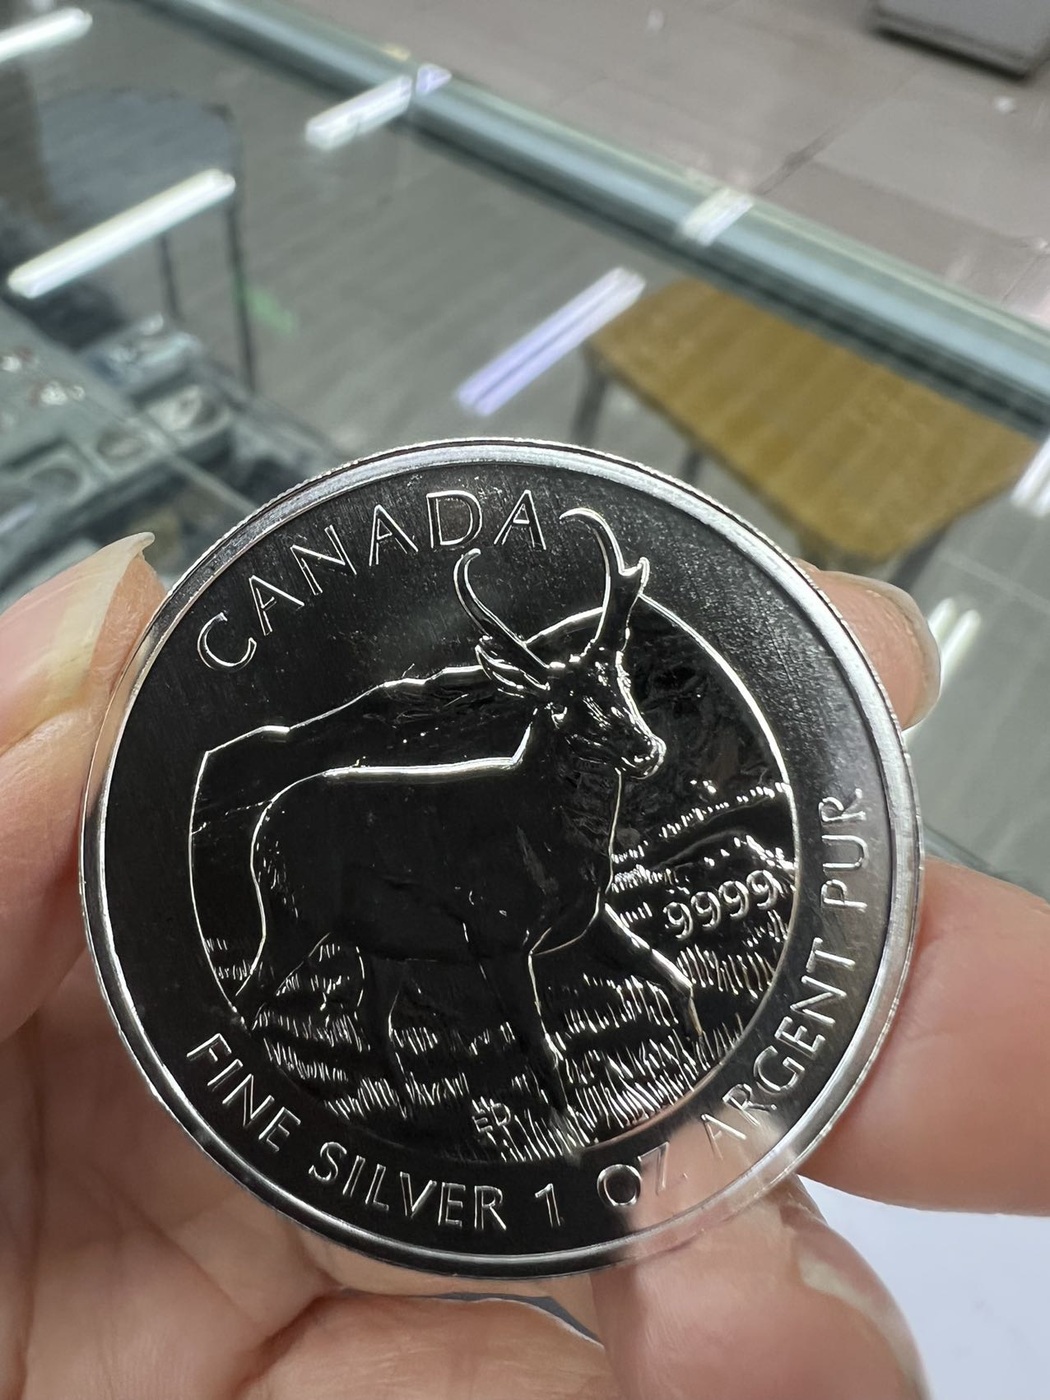 CANADA
9999
FINE SILVER 1 OZ ARGENT PUR